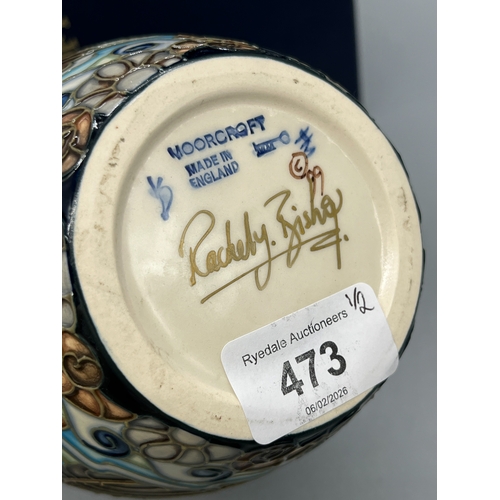 MOORCROFT
MADE IN
ENGLAND
©99
Rachel J. Bishop
Ryedale Auctioneers
1/2
473
06/02/2026